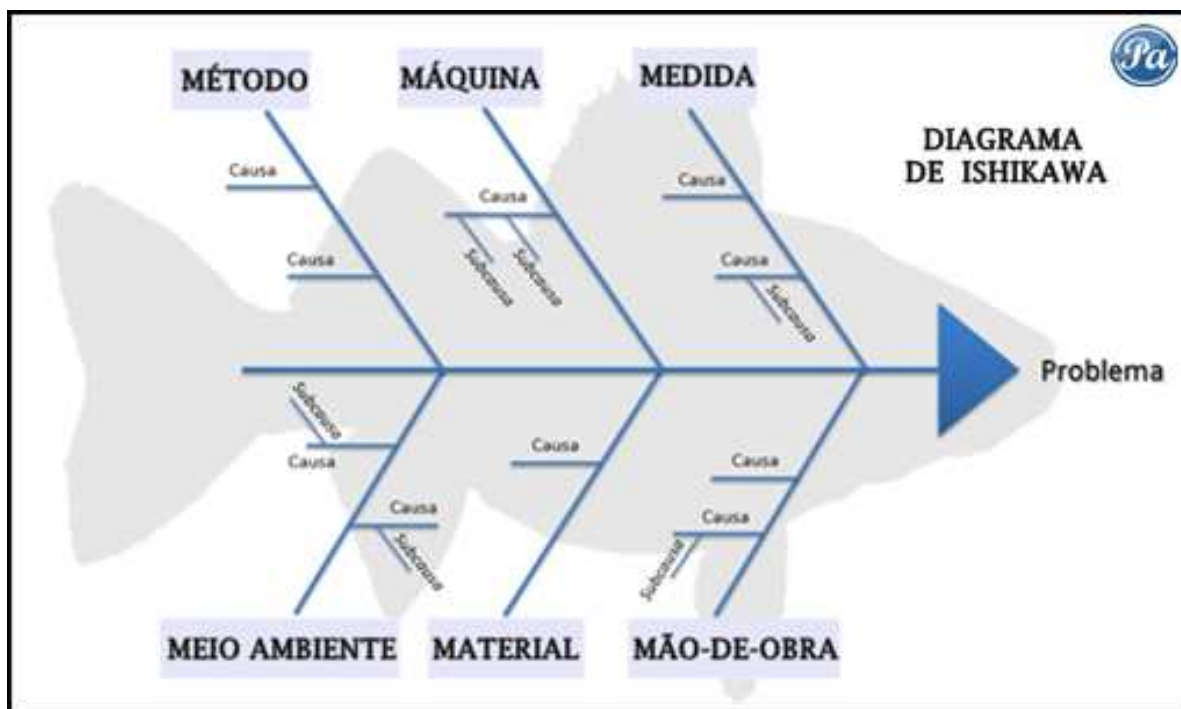 Pa
MÉTODO
MÁQUINA
MEDIDA
DIAGRAMA
DE ISHIKAWA
Causa
Causa
Causa
Subcausa
Subcausa
Causa
Causa
Subcausa
Problema
Subcausa
Causa
Causa
Subcausa
Causa
Causa
Causa
Subcausa
MEIO AMBIENTE
MATERIAL
MÃO-DE-OBRA